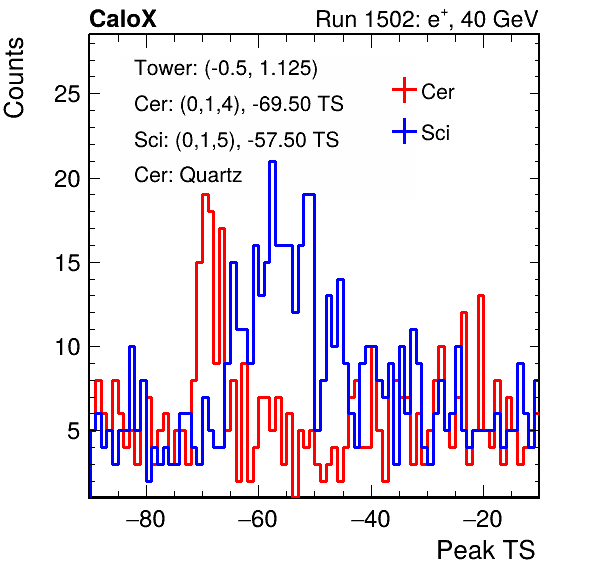 CaloX Run 1502: e⁺, 40 GeV
Counts
Tower: (-0.5, 1.125)
Cer: (0,1,4), -69.50 TS
Sci: (0,1,5), -57.50 TS
Cer: Quartz
Cer
Sci
25
20
15
10
5
−80 −60 −40 −20
Peak TS